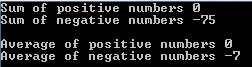 Sum of positive numbers 0
Sum of negative numbers -75

Average of positive numbers 0
Average of negative numbers -7